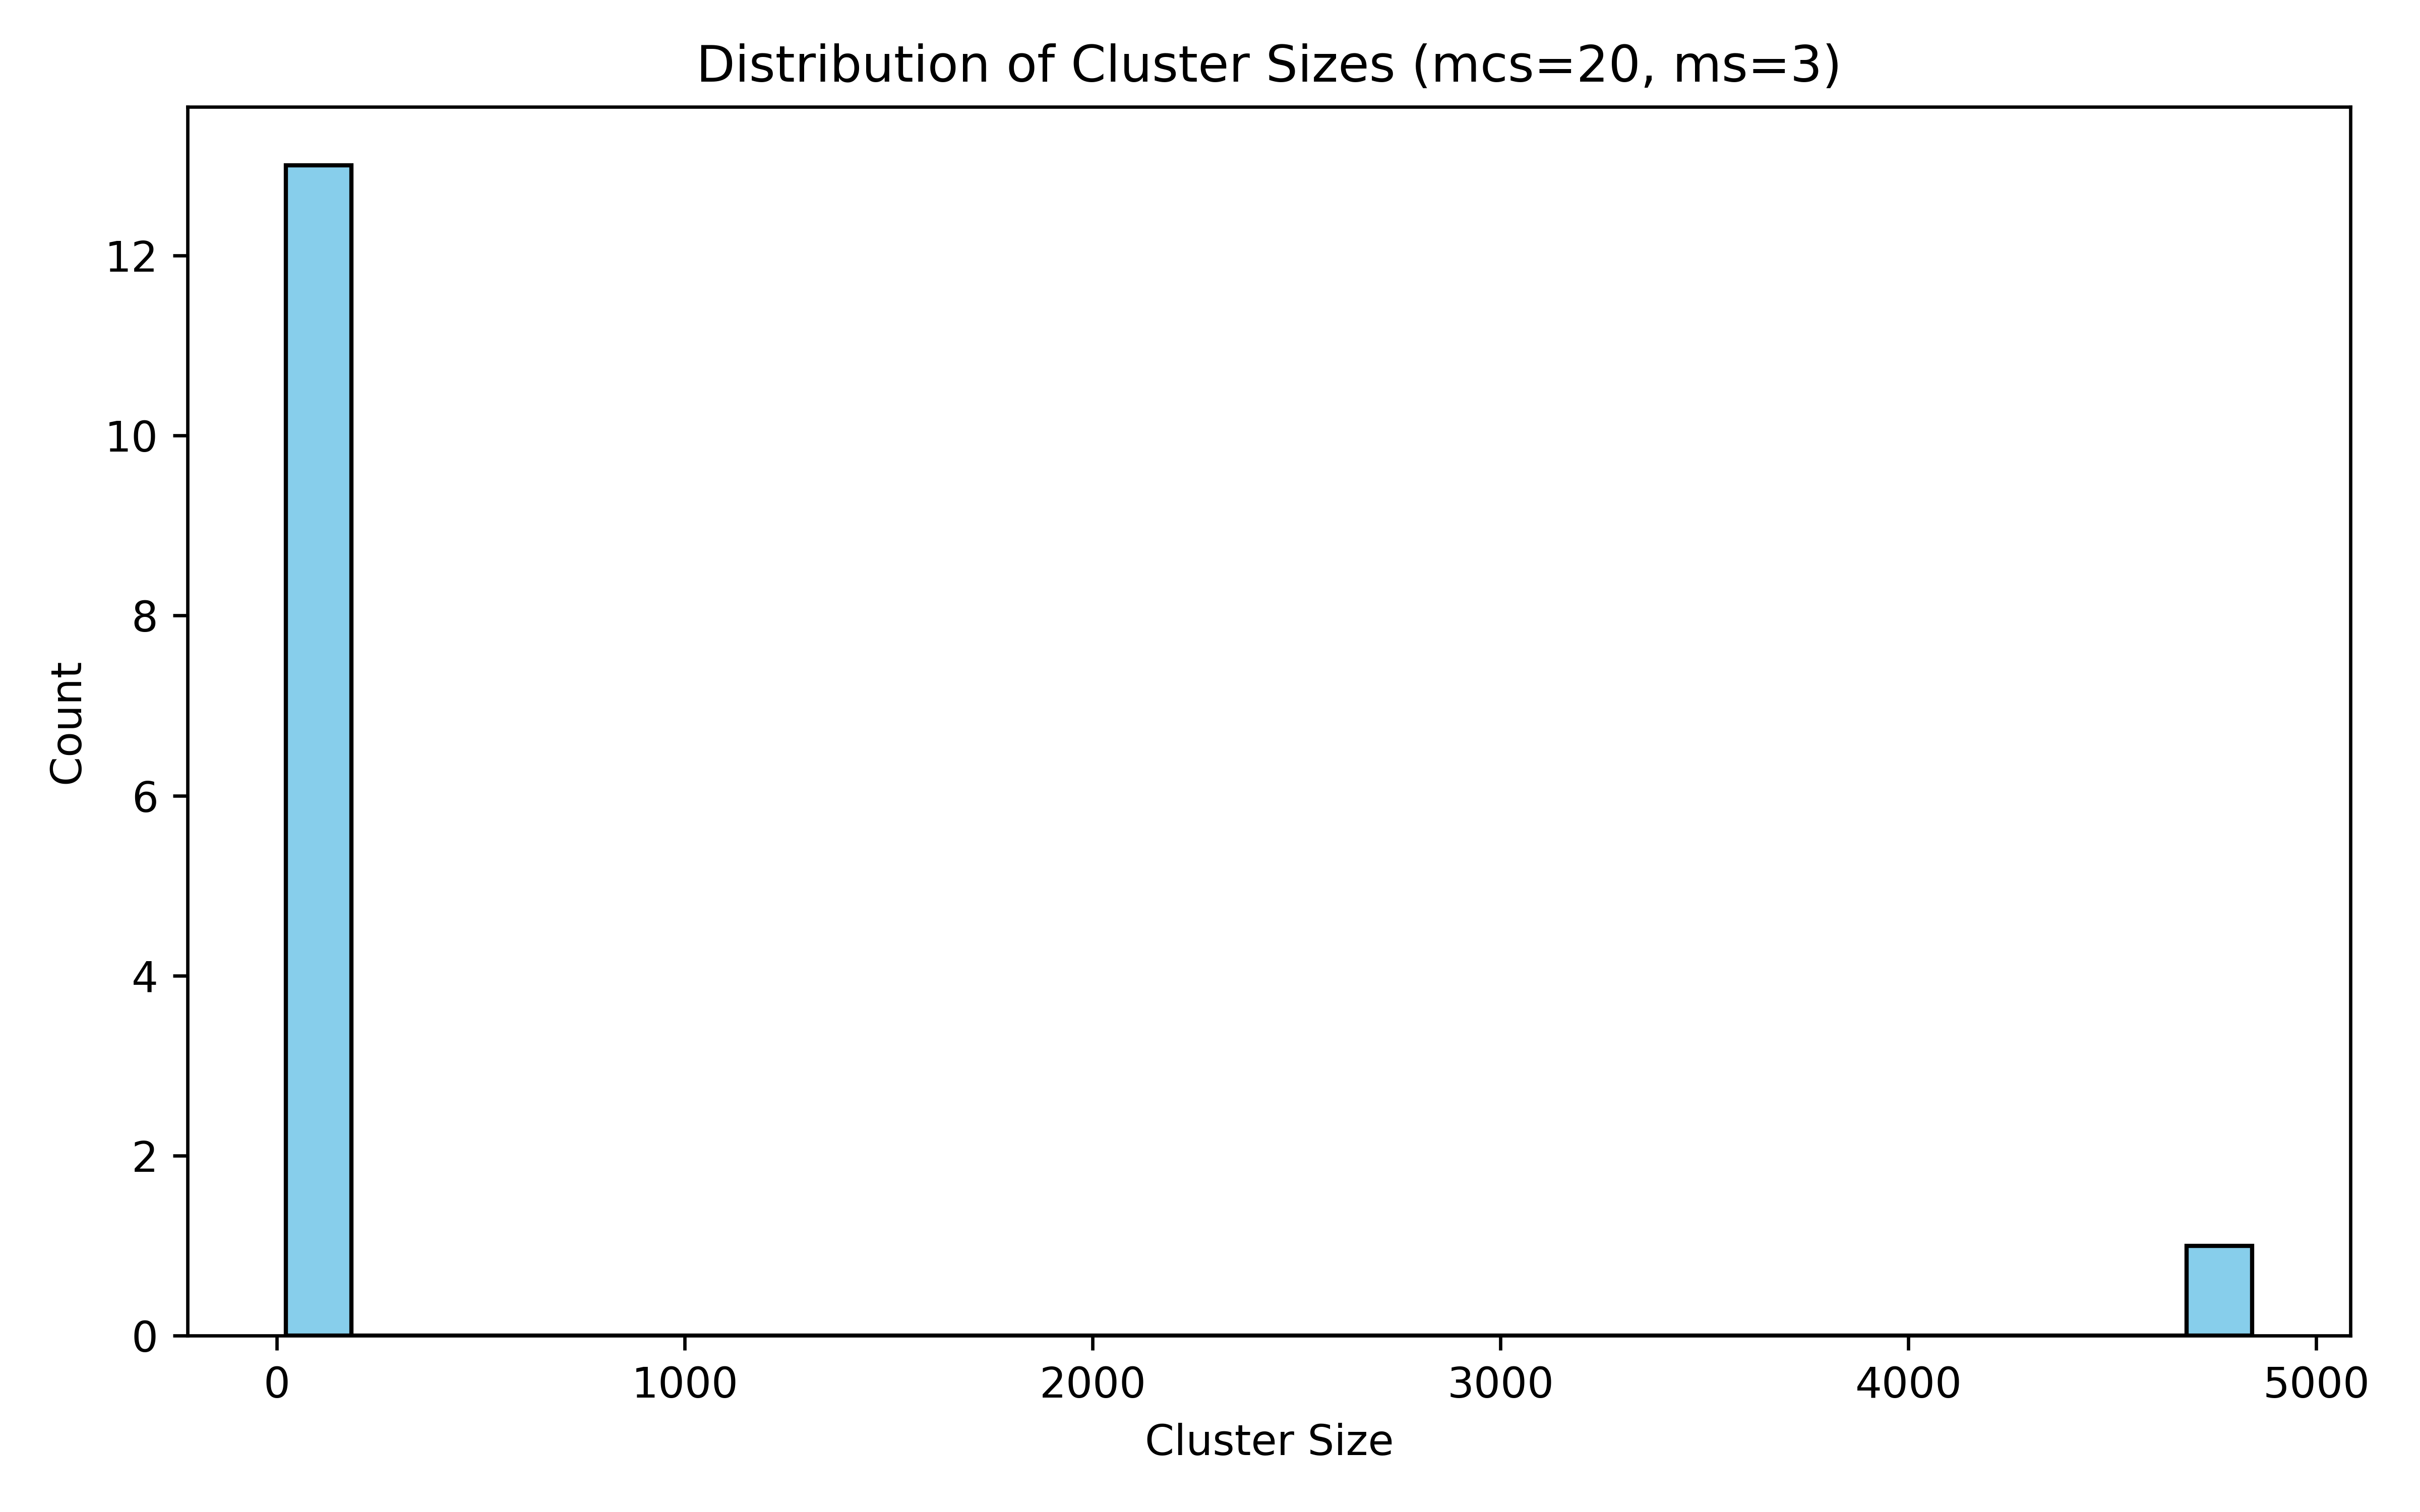 Distribution of Cluster Sizes (mcs=20, ms=3)
12
10
8
6
4
2
0
Count
0 1000 2000 3000 4000 5000
Cluster Size